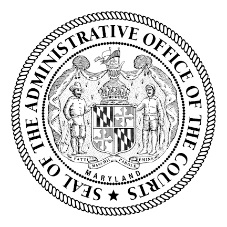 SEAL OF THE ADMINISTRATIVE OFFICE OF THE COURTS
MARYLAND